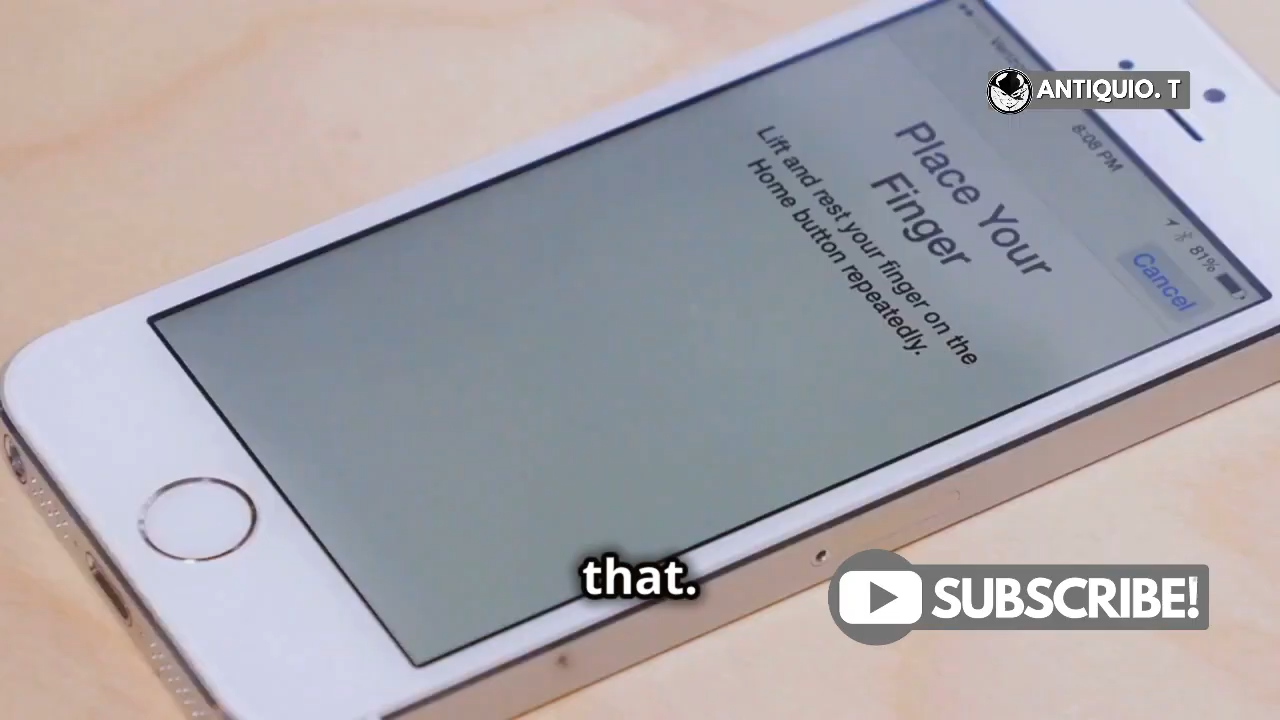 ANTIQUIO. T
8:08 PM
81%
Cancel
Place Your
Finger
Lift and rest your finger on the
Home button repeatedly.
that.
SUBSCRIBE!